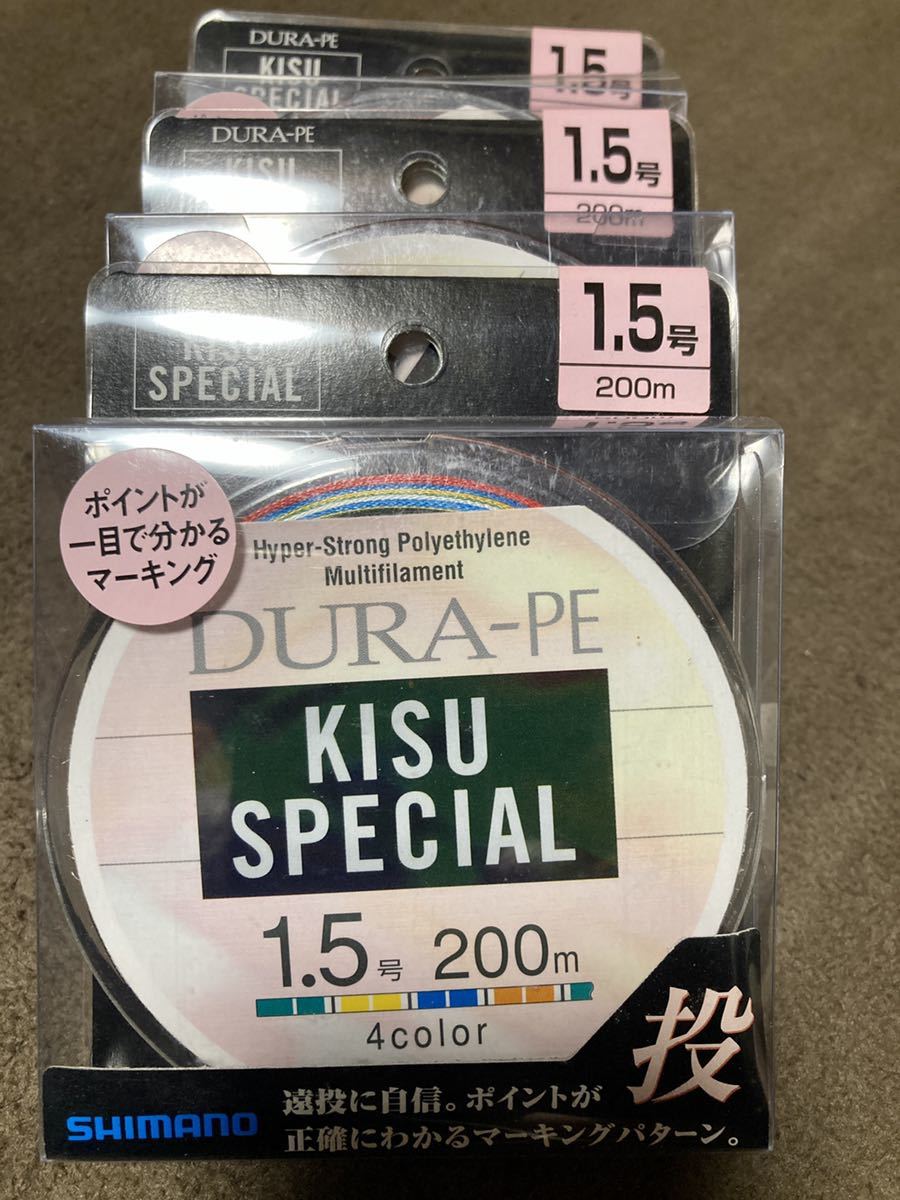 DURA-PE
KISU
SPECIAL
1.5号
DURA-PE
KISU
1.5号
200m
KISU
SPECIAL
1.5号
200m
ポイントが
一目で分かる
マーキング
Hyper-Strong Polyethylene
Multifilament
DURA-PE
KISU
SPECIAL
1.5号 200m
4color
投
SHIMANO
遠投に自信。ポイントが
正確にわかるマーキングパターン。